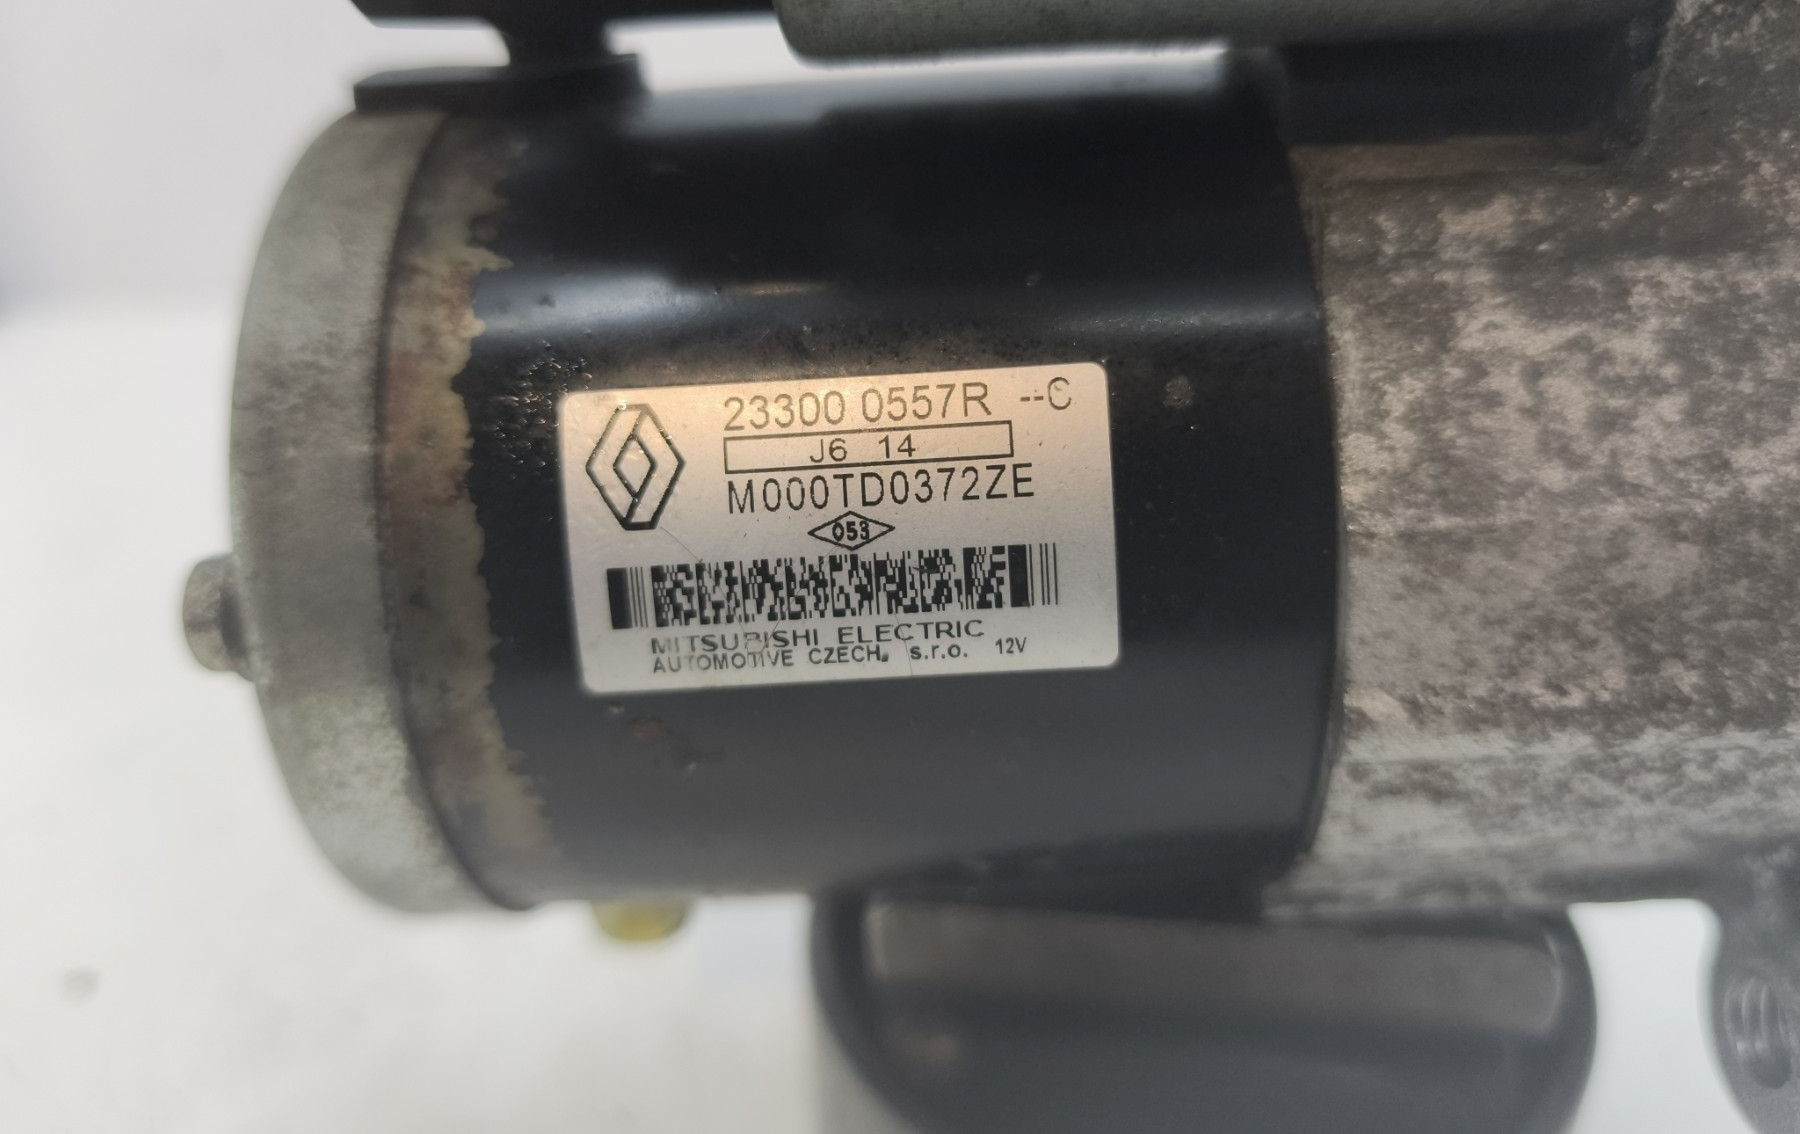 23300 0557R --C
J6 14
M000TD0372ZE
053
MITSUBISHI ELECTRIC
AUTOMOTIVE CZECH, s.r.o. 12V